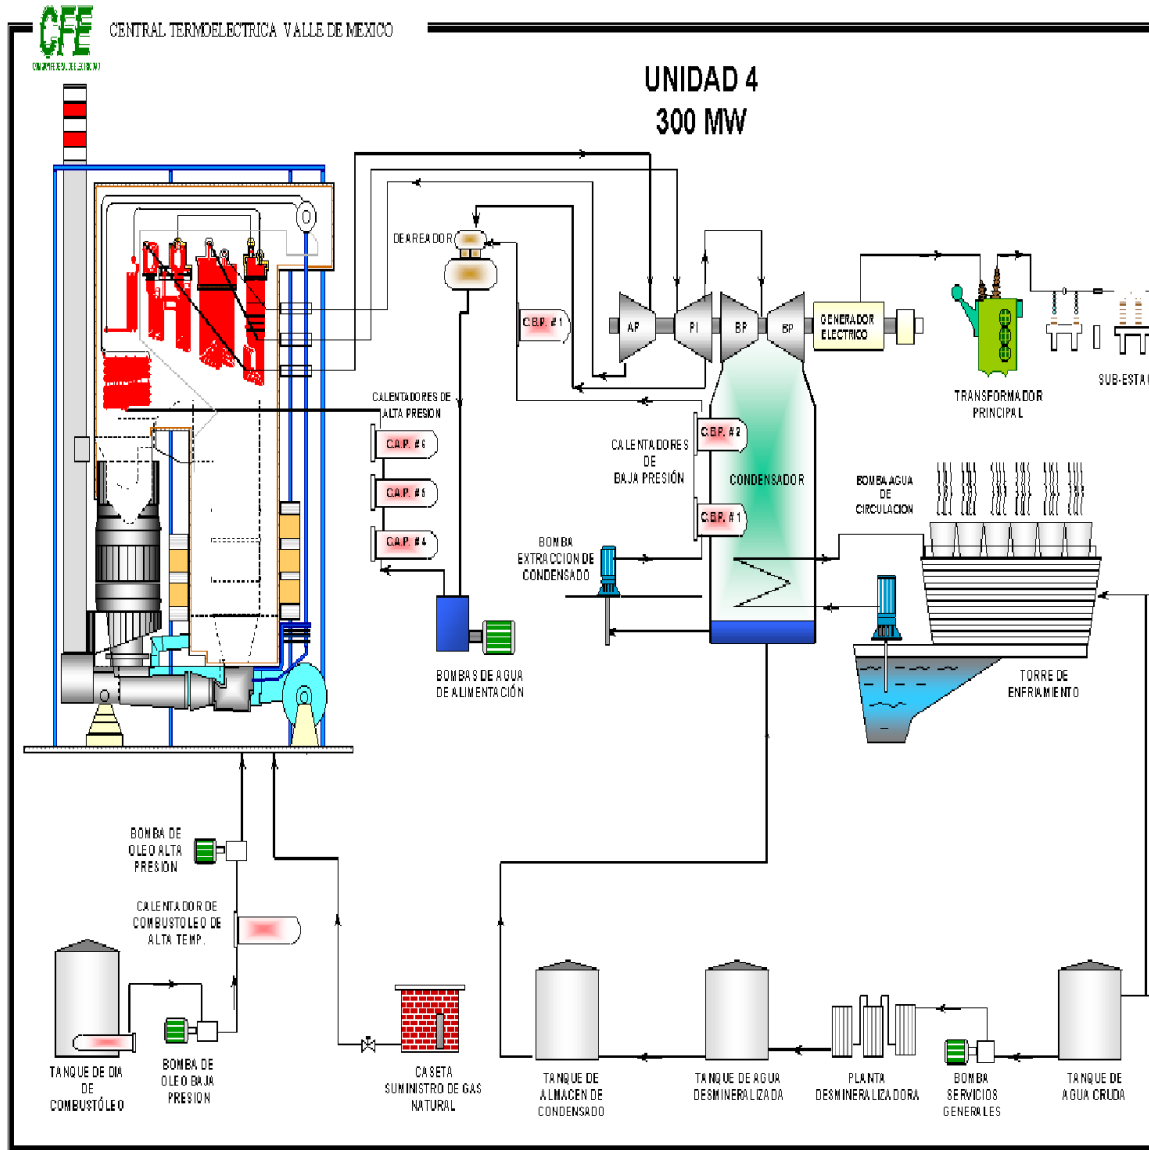 CFE
CENTRAL TERMOELECTRICA VALLE DE MEXICO
UNIDAD 4
300 MW
DEAREADOR
C.B.P. #1
AP
PI
BP
BP
GENERADOR
ELECTRICO
TRANSFORMADOR
PRINCIPAL
SUB-ESTA
CALENTADORES DE
ALTA PRESION
C.A.P. #6
C.A.P. #5
C.A.P. #4
CALENTADORES
DE
BAJA PRESIÓN
C.B.P. #2
C.B.P. #1
CONDENSADOR
BOMBA AGUA
DE
CIRCULACION
BOMBA
EXTRACCION DE
CONDENSADO
BOMBAS DE AGUA
DE ALIMENTACIÓN
TORRE DE
ENFRIAMIENTO
BOMBA DE
OLEO ALTA
PRESION
CALENTADOR DE
COMBUSTOLEO DE
ALTA TEMP.
TANQUE DE DIA
DE
COMBUSTÓLEO
BOMBA DE
OLEO BAJA
PRESION
CASETA
SUMINISTRO DE GAS
NATURAL
TANQUE DE
ALMACEN DE
CONDENSADO
TANQUE DE AGUA
DESMINERALIZADA
PLANTA
DESMINERALIZADORA
BOMBA
SERVICIOS
GENERALES
TANQUE DE
AGUA CRUDA